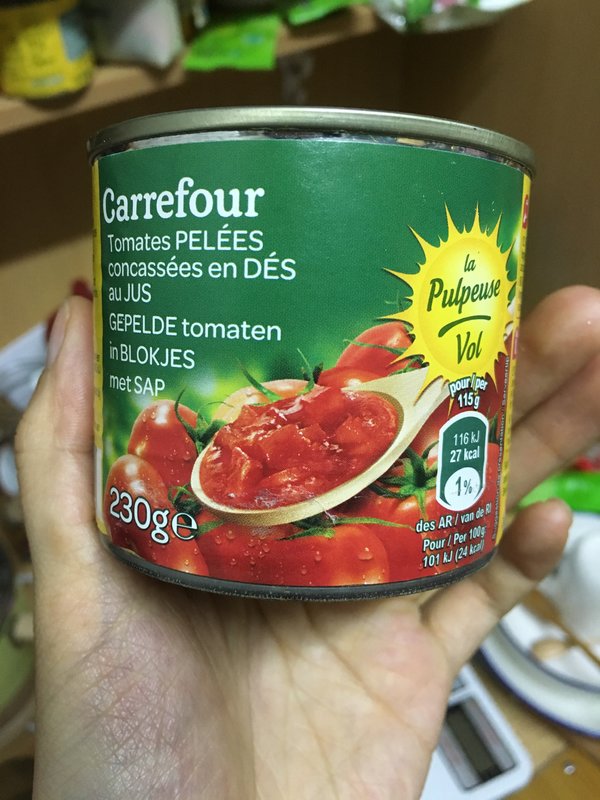 Carrefour
Tomates PELÉES
concassées en DÉS
au JUS
GEPELDE tomaten
in BLOKJES
met SAP
la
Pulpeuse
Vol
pour/per
115g
116 kJ
27 kcal
1%
des AR / van de RI
Pour / Per 100g:
101 kJ (24 kcal)
230g℮